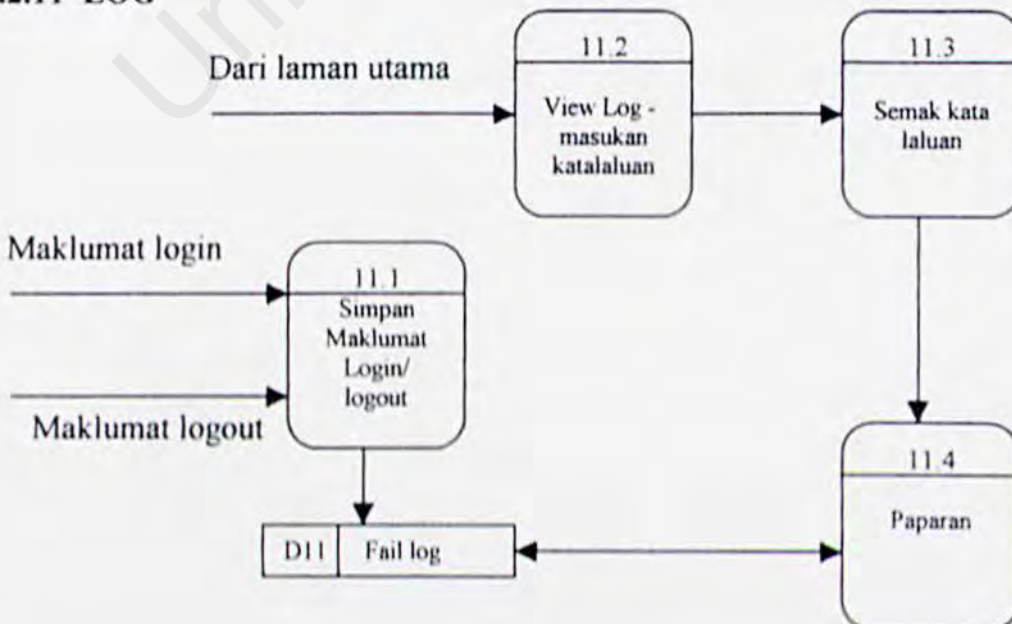 LOG
11.2
View Log -
masukan
katalaluan
11.3
Semak kata
laluan
Dari laman utama
Maklumat login
Maklumat logout
11.1
Simpan
Maklumat
Login/
logout
D11 Fail log
11.4
Paparan